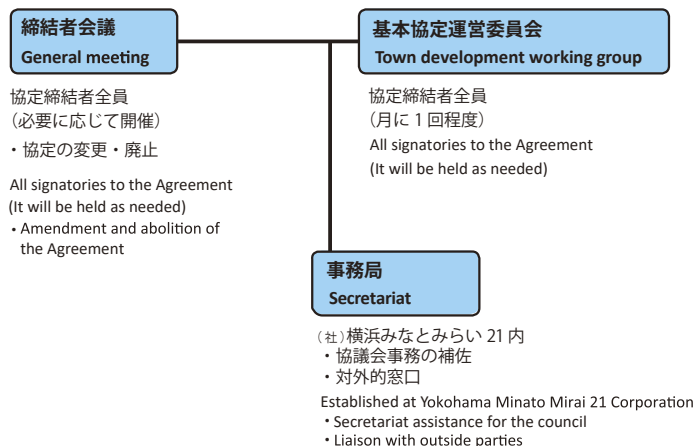 締結者会議
General meeting
協定締結者全員
（必要に応じて開催）
・協定の変更・廃止
All signatories to the Agreement
(It will be held as needed)
• Amendment and abolition of
the Agreement
基本協定運営委員会
Town development working group
協定締結者全員
（月に 1 回程度）
All signatories to the Agreement
(It will be held as needed)
事務局
Secretariat
（社）横浜みなとみらい 21 内
・協議会事務の補佐
・対外的窓口
Established at Yokohama Minato Mirai 21 Corporation
• Secretariat assistance for the council
• Liaison with outside parties